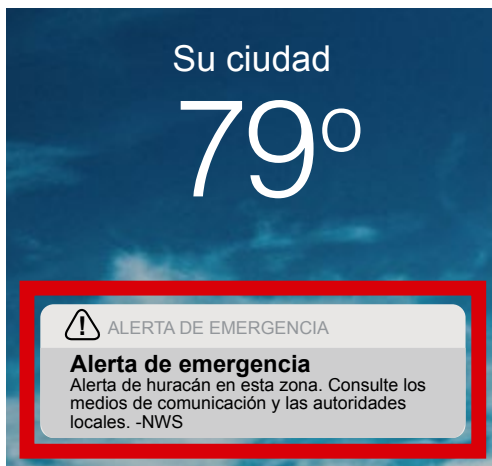 Su ciudad
79°
ALERTA DE EMERGENCIA
Alerta de emergencia
Alerta de huracán en esta zona. Consulte los
medios de comunicación y las autoridades
locales. -NWS